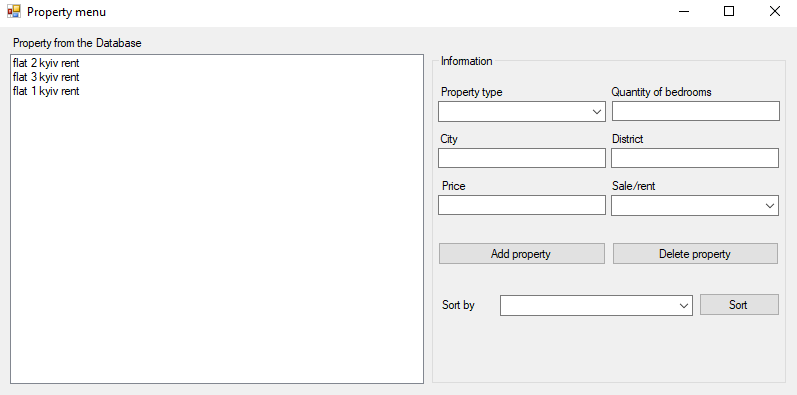 Property menu
Property from the Database
flat 2 kyiv rent
flat 3 kyiv rent
flat 1 kyiv rent
Information
Property type
Quantity of bedrooms
City
District
Price
Sale/rent
Add property
Delete property
Sort by
Sort